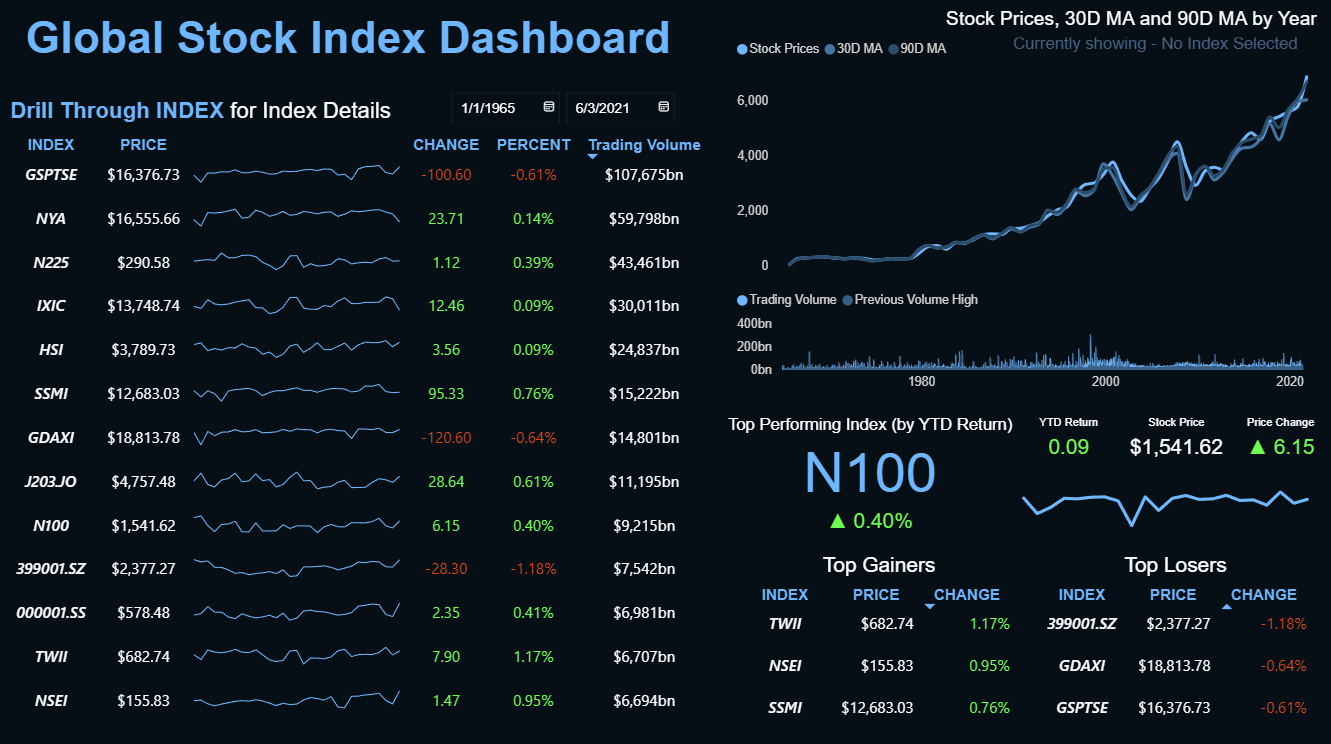 Global Stock Index Dashboard
Drill Through INDEX for Index Details
1/1/1965 6/3/2021
INDEX PRICE CHANGE PERCENT Trading Volume
GSPTSE $16,376.73 -100.60 -0.61% $107,675bn
NYA $16,555.66 23.71 0.14% $59,798bn
N225 $290.58 1.12 0.39% $43,461bn
IXIC $13,748.74 12.46 0.09% $30,011bn
HSI $3,789.73 3.56 0.09% $24,837bn
SSMI $12,683.03 95.33 0.76% $15,222bn
GDAXI $18,813.78 -120.60 -0.64% $14,801bn
J203.JO $4,757.48 28.64 0.61% $11,195bn
N100 $1,541.62 6.15 0.40% $9,215bn
399001.SZ $2,377.27 -28.30 -1.18% $7,542bn
000001.SS $578.48 2.35 0.41% $6,981bn
TWII $682.74 7.90 1.17% $6,707bn
NSEI $155.83 1.47 0.95% $6,694bn
Stock Prices, 30D MA and 90D MA by Year
Currently showing - No Index Selected
Stock Prices 30D MA 90D MA
6,000
4,000
2,000
0
Trading Volume Previous Volume High
400bn
200bn
0bn
1980 2000 2020
Top Performing Index (by YTD Return)
N100
▲ 0.40%
YTD Return Stock Price Price Change
0.09 $1,541.62 ▲ 6.15
Top Gainers
INDEX PRICE CHANGE
TWII $682.74 1.17%
NSEI $155.83 0.95%
SSMI $12,683.03 0.76%
Top Losers
INDEX PRICE CHANGE
399001.SZ $2,377.27 -1.18%
GDAXI $18,813.78 -0.64%
GSPTSE $16,376.73 -0.61%